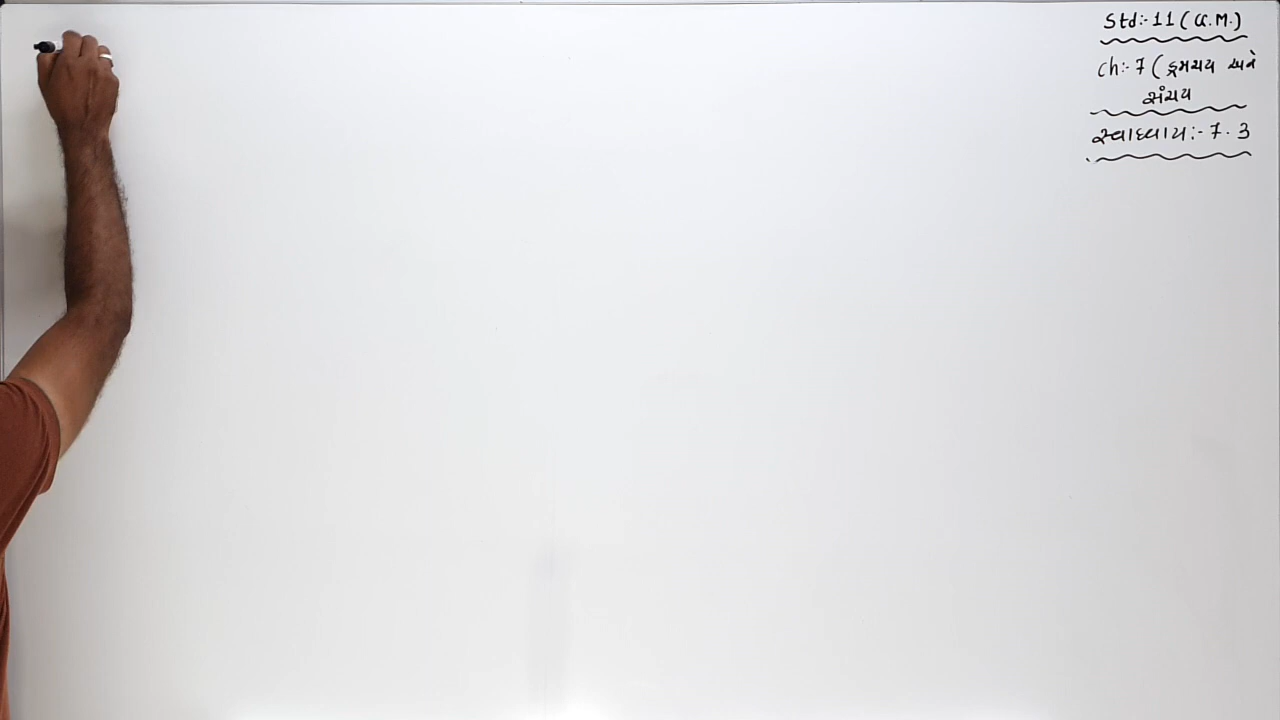 Std:- 11 (G.M.)
Ch:- 7 (ક્રમચય અને
સંચય
સ્વાધ્યાય:- 7.3